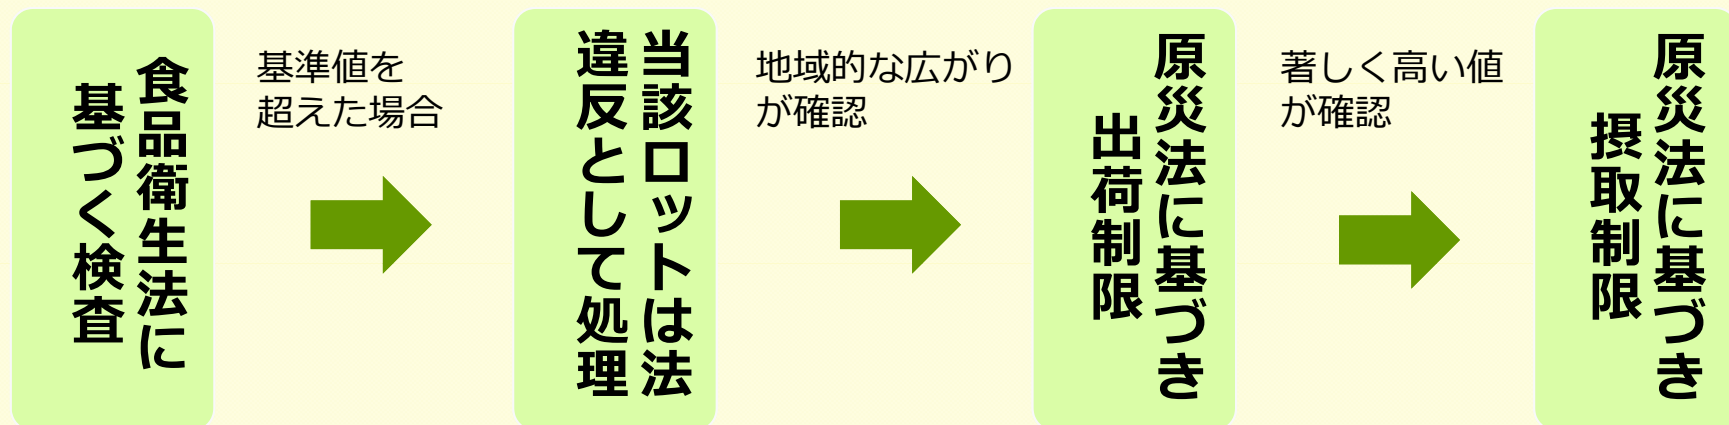 食品衛生法に
基づく検査
基準値を
超えた場合
当該ロットは法
違反として処理
地域的な広がり
が確認
原災法に基づき
出荷制限
著しく高い値
が確認
原災法に基づき
摂取制限